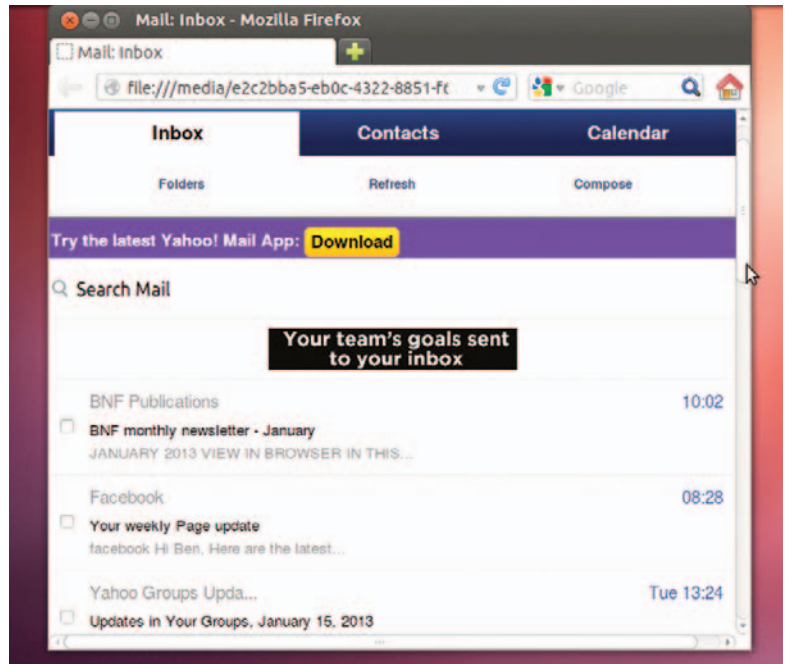 Mail: Inbox - Mozilla Firefox
Mail: Inbox
file:///media/e2c2bba5-eb0c-4322-8851-f
Google
Inbox Contacts Calendar
Folders Refresh Compose
Try the latest Yahoo! Mail App: Download
Search Mail
Your team's goals sent
to your inbox
BNF Publications 10:02
BNF monthly newsletter - January
JANUARY 2013 VIEW IN BROWSER IN THIS...
Facebook 08:28
Your weekly Page update
facebook Hi Ben, Here are the latest...
Yahoo Groups Upda... Tue 13:24
Updates in Your Groups, January 15, 2013